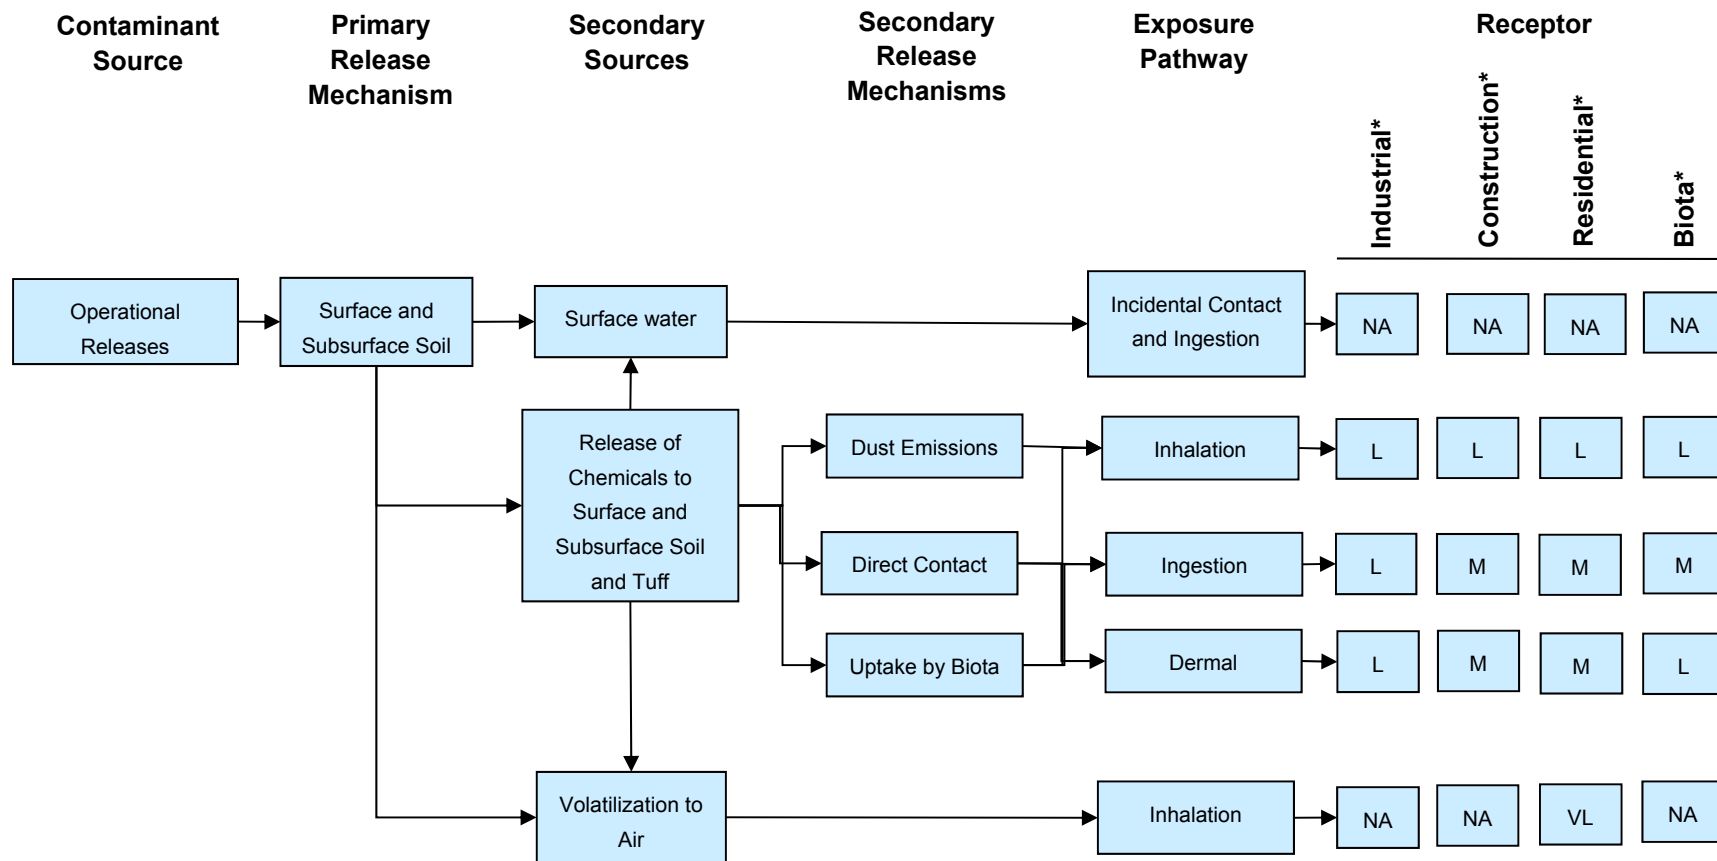 Contaminant
Source
Primary
Release
Mechanism
Secondary
Sources
Secondary
Release
Mechanisms
Exposure
Pathway
Receptor
Industrial*
Construction*
Residential*
Biota*
Operational
Releases
Surface and
Subsurface Soil
Surface water
Incidental Contact
and Ingestion
NA
NA
NA
NA
Release of
Chemicals to
Surface and
Subsurface Soil
and Tuff
Dust Emissions
Inhalation
L
L
L
L
Direct Contact
Ingestion
L
M
M
M
Uptake by Biota
Dermal
L
M
M
L
Volatilization to
Air
Inhalation
NA
NA
VL
NA